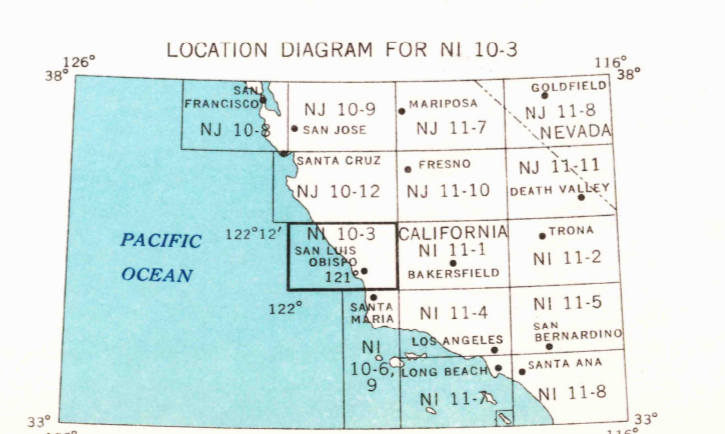 LOCATION DIAGRAM FOR NI 10-3
126°
116°
38°
38°
SAN
FRANCISCO
NJ 10-8
NJ 10-9
SAN JOSE
MARIPOSA
NJ 11-7
GOLDFIELD
NJ 11-8
NEVADA
SANTA CRUZ
NJ 10-12
FRESNO
NJ 11-10
NJ 11-11
DEATH VALLEY
PACIFIC
OCEAN
122°12'
NI 10-3
SAN LUIS
OBISPO
121°
CALIFORNIA
NI 11-1
BAKERSFIELD
TRONA
NI 11-2
122°
SANTA
MARIA
NI 11-4
NI 11-5
LOS ANGELES
SAN
BERNARDINO
NI
10-6,
9
LONG BEACH
NI 11-7
SANTA ANA
NI 11-8
33°
33°